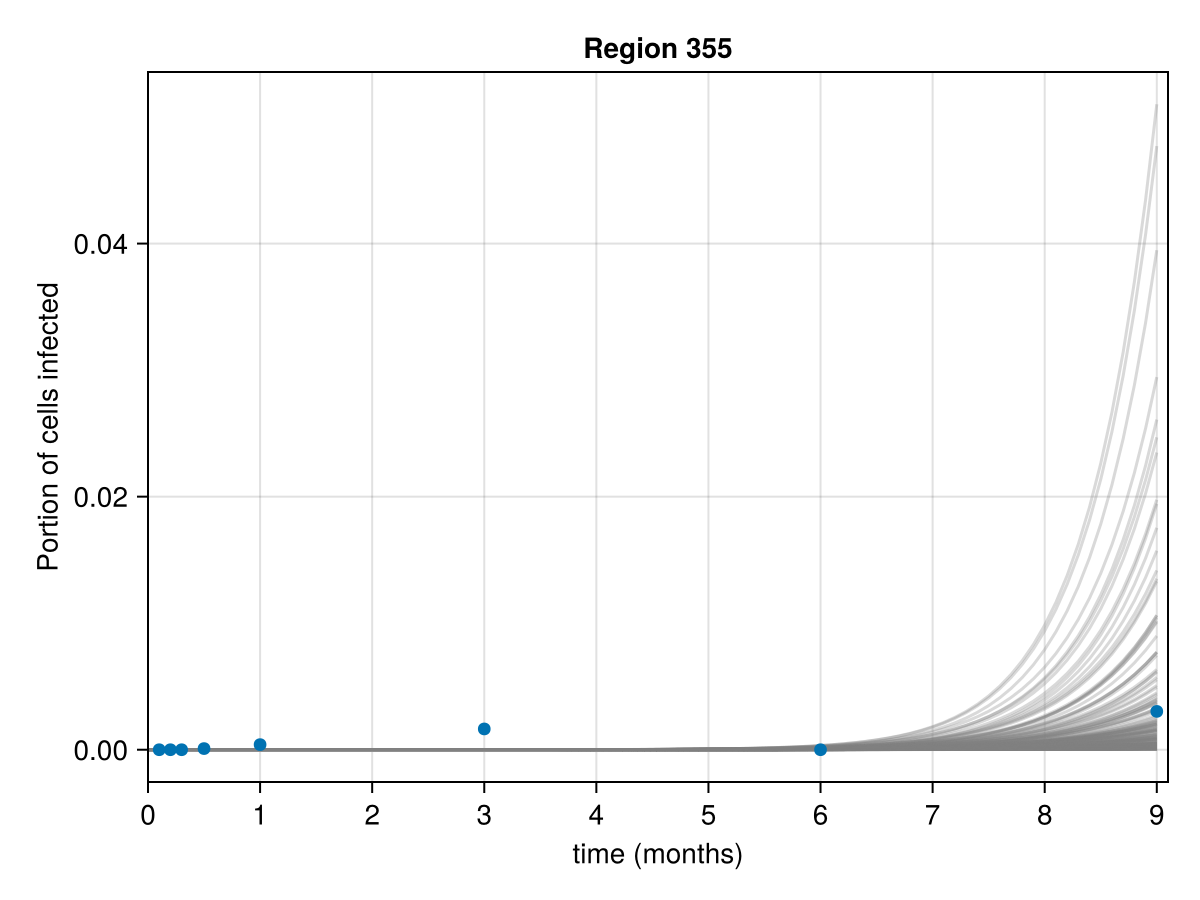 Region 355
Portion of cells infected
0.04
0.02
0.00
0 1 2 3 4 5 6 7 8 9
time (months)